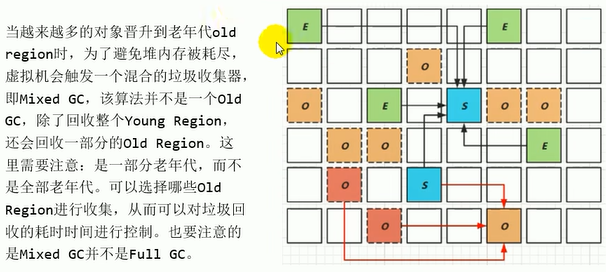 当越来越多的对象晋升到老年代old
region时，为了避免堆内存被耗尽，
虚拟机会触发一个混合的垃圾收集器，
即Mixed GC，该算法并不是一个Old
GC，除了回收整个Young Region，
还会回收一部分的Old Region。这
里需要注意：是一部分老年代，而不
是全部老年代。可以选择哪些Old
Region进行收集，从而可以对垃圾回
收的耗时时间进行控制。也要注意的
是Mixed GC并不是Full GC。
E E
O
O E S O O
O O E
O S
O O